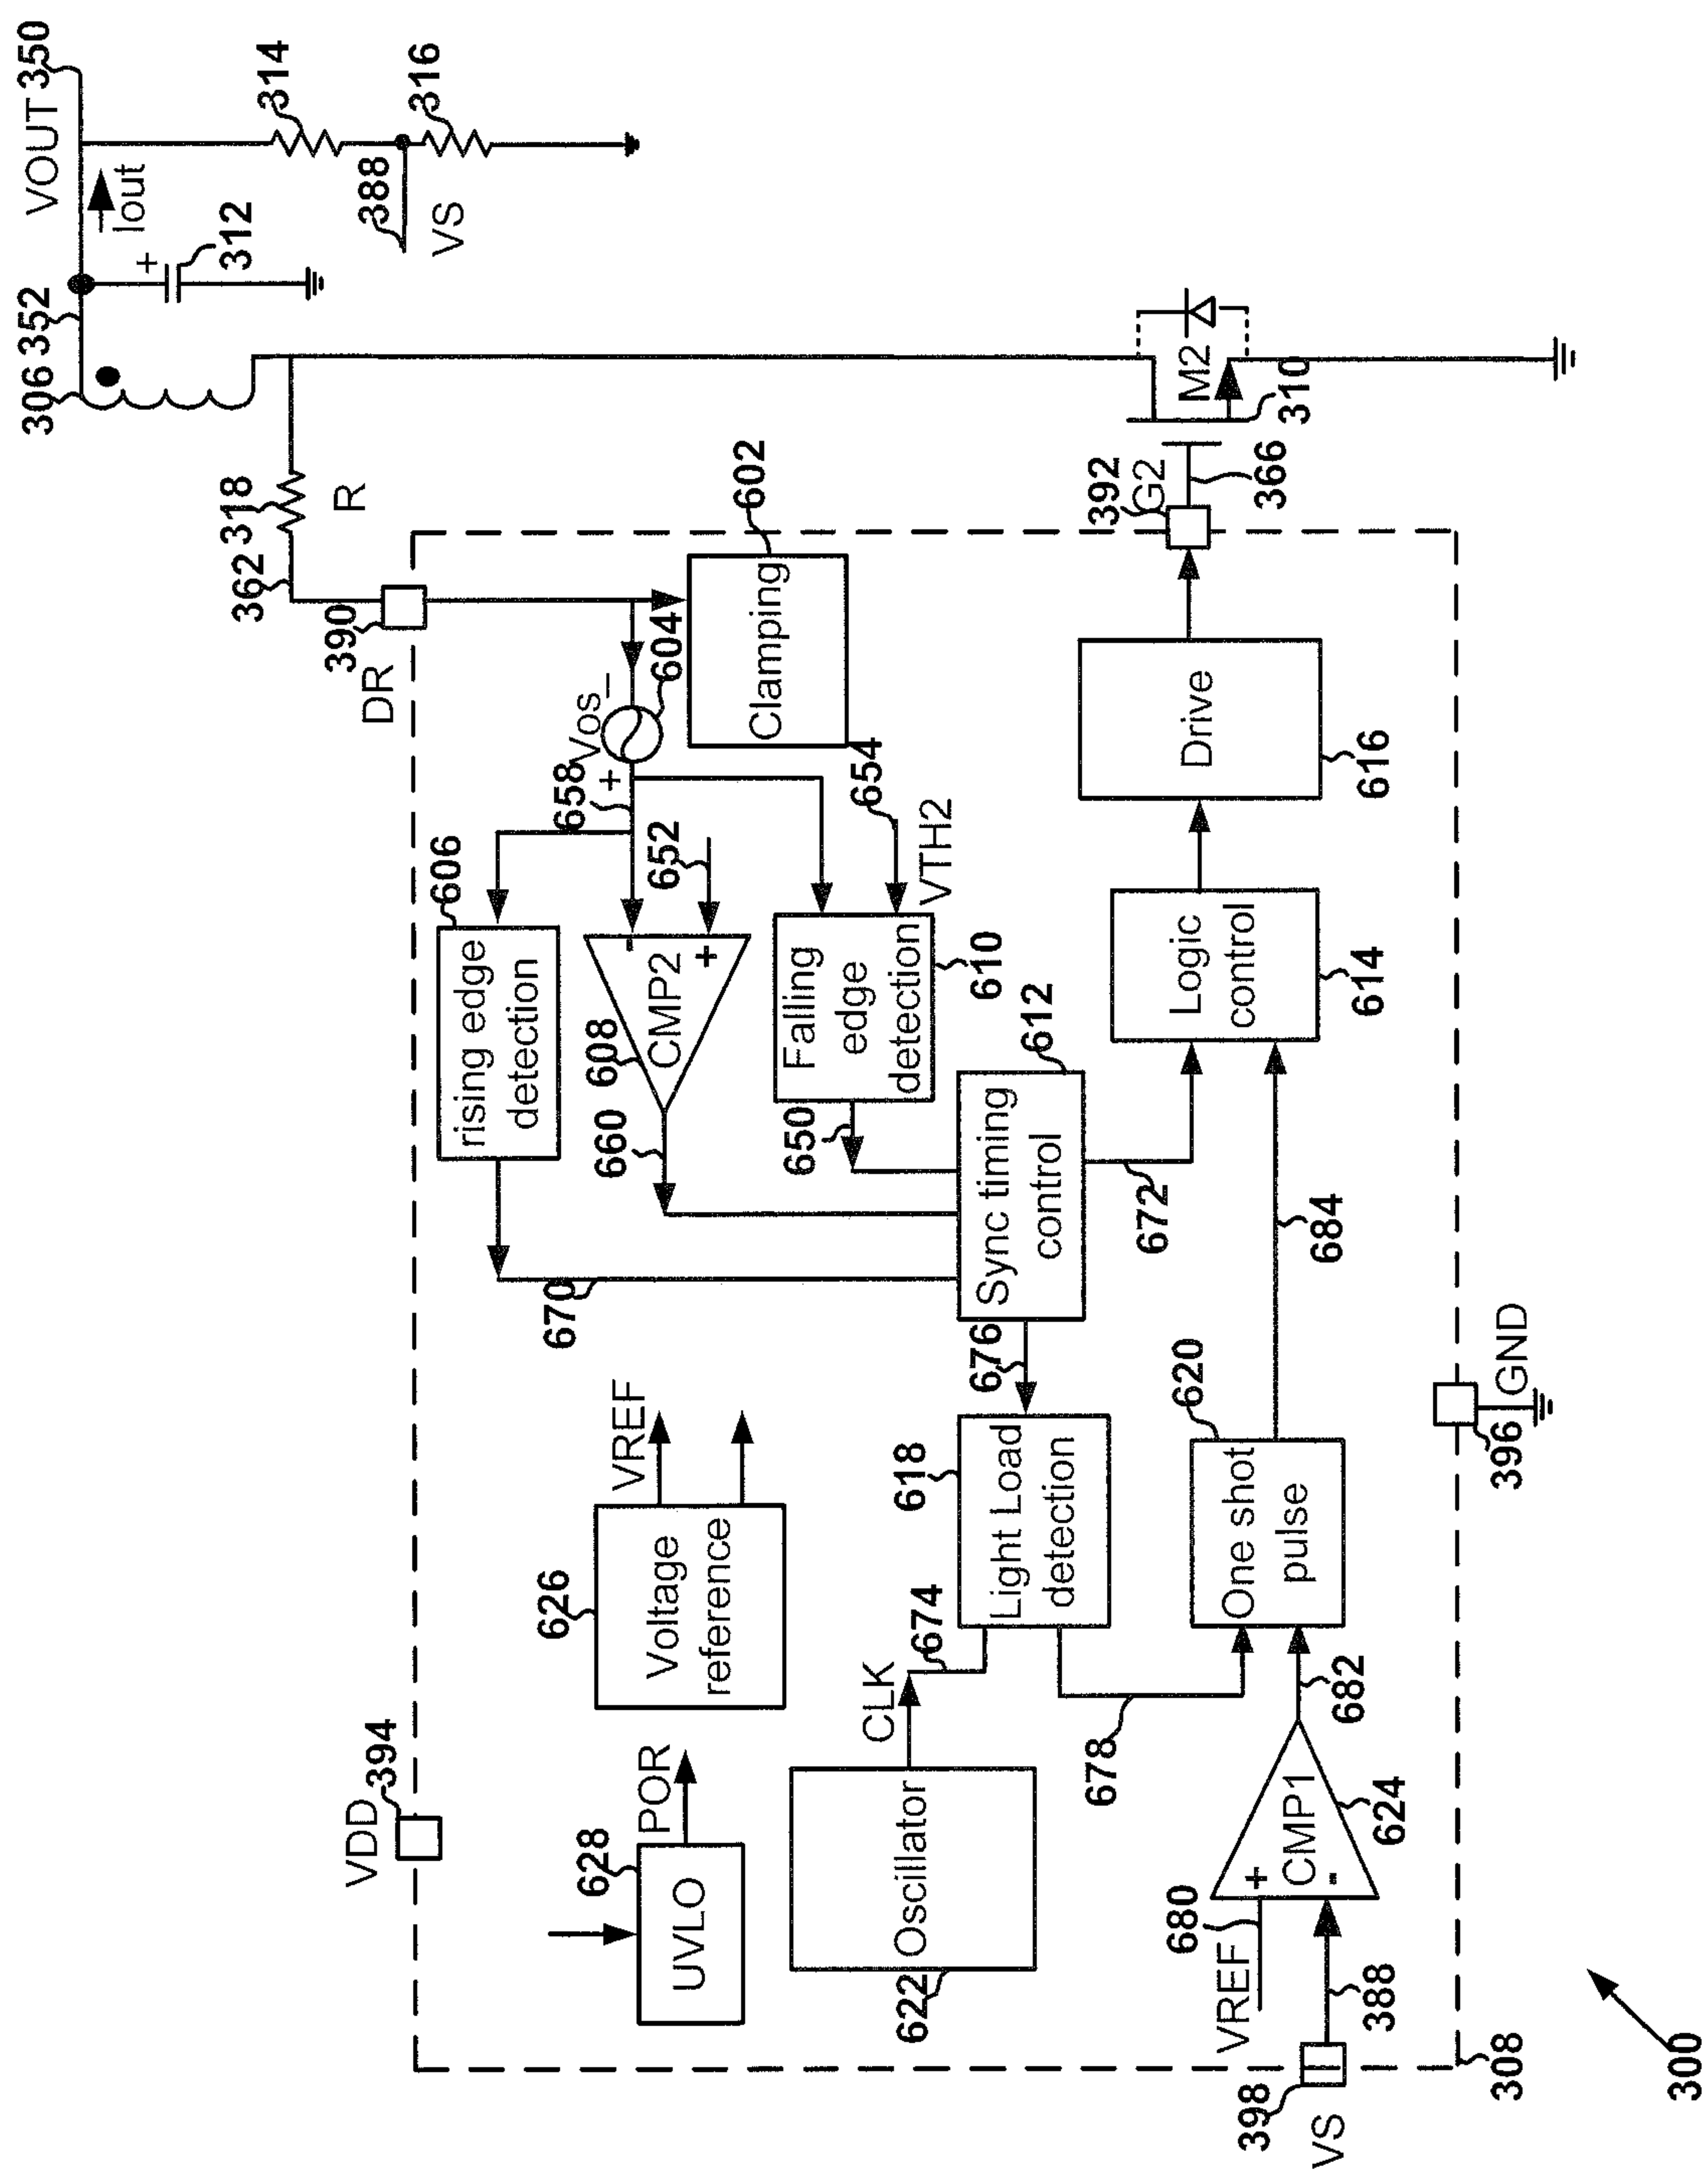 306
352
VOUT
350
Iout
+
312
314
388
VS
316
362
318
R
390
DR
602
Clamping
604
Vos
−
+
658
654
VTH2
652
606
rising edge
detection
608
CMP2
-
+
610
Falling
edge
detection
660
650
670
612
Sync timing
control
672
676
614
Logic
control
616
Drive
392
G2
366
M2
310
VDD
394
628
UVLO
POR
626
Voltage
reference
VREF
622
Oscillator
CLK
674
618
Light Load
detection
678
620
One shot
pulse
684
682
624
CMP1
+
-
680
VREF
388
398
VS
396
GND
308
300